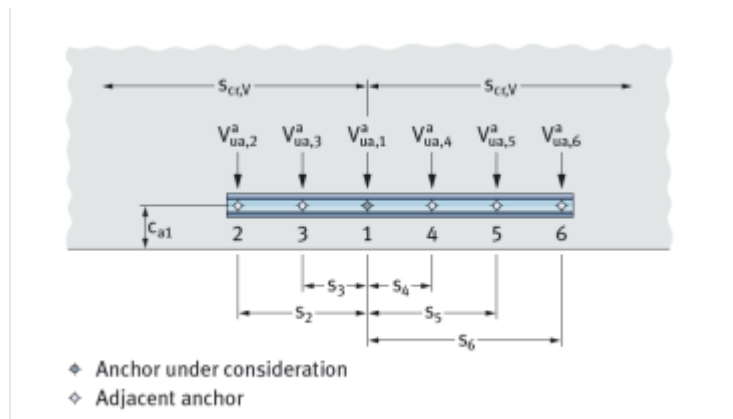 s_cr,V s_cr,V
V^a_ua,2 V^a_ua,3 V^a_ua,1 V^a_ua,4 V^a_ua,5 V^a_ua,6
c_a1
2 3 1 4 5 6
s_3 s_4
s_2 s_5
s_6
Anchor under consideration
Adjacent anchor